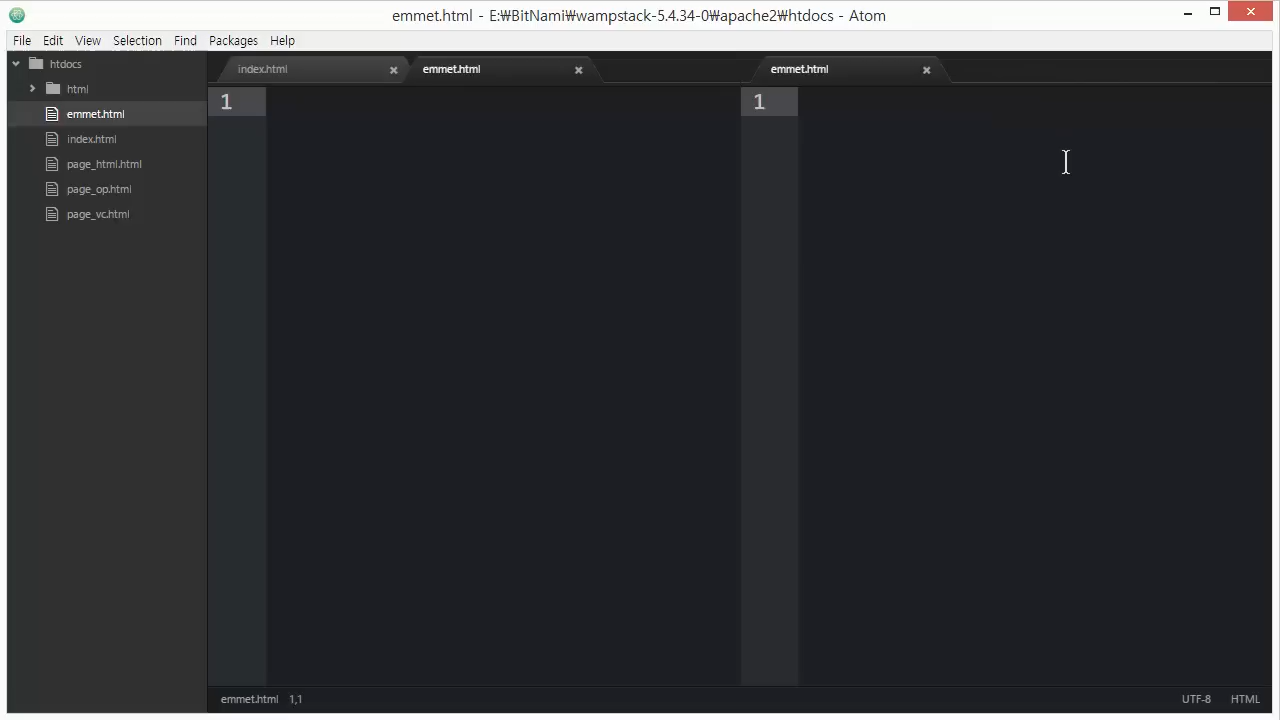 emmet.html - E:₩BitNami₩wampstack-5.4.34-0₩apache2₩htdocs - Atom
File Edit View Selection Find Packages Help
htdocs
html
emmet.html
index.html
page_html.html
page_op.html
page_vc.html
index.html emmet.html emmet.html
1 1
emmet.html 1,1 UTF-8 HTML